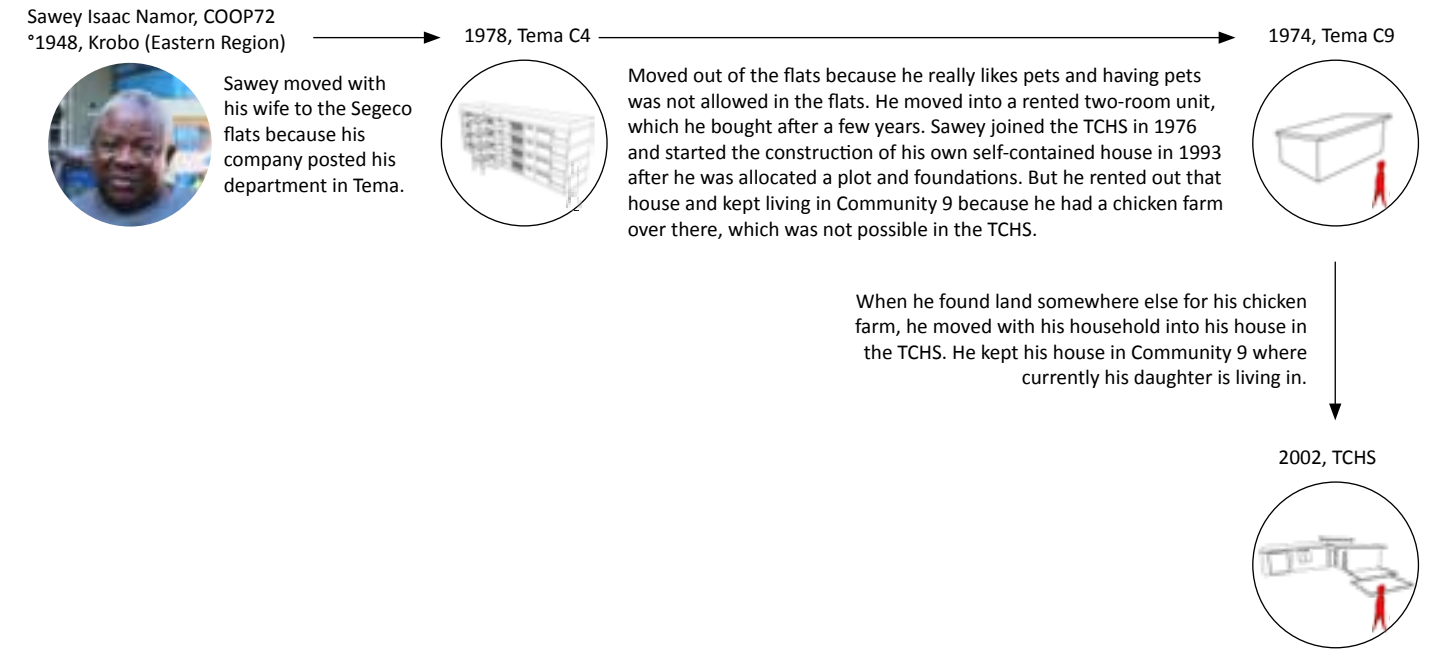 Sawey Isaac Namor, COOP72
°1948, Krobo (Eastern Region)
Sawey moved with
his wife to the Segeco
flats because his
company posted his
department in Tema.
1978, Tema C4
Moved out of the flats because he really likes pets and having pets
was not allowed in the flats. He moved into a rented two-room unit,
which he bought after a few years. Sawey joined the TCHS in 1976
and started the construction of his own self-contained house in 1993
after he was allocated a plot and foundations. But he rented out that
house and kept living in Community 9 because he had a chicken farm
over there, which was not possible in the TCHS.
1974, Tema C9
When he found land somewhere else for his chicken
farm, he moved with his household into his house in
the TCHS. He kept his house in Community 9 where
currently his daughter is living in.
2002, TCHS